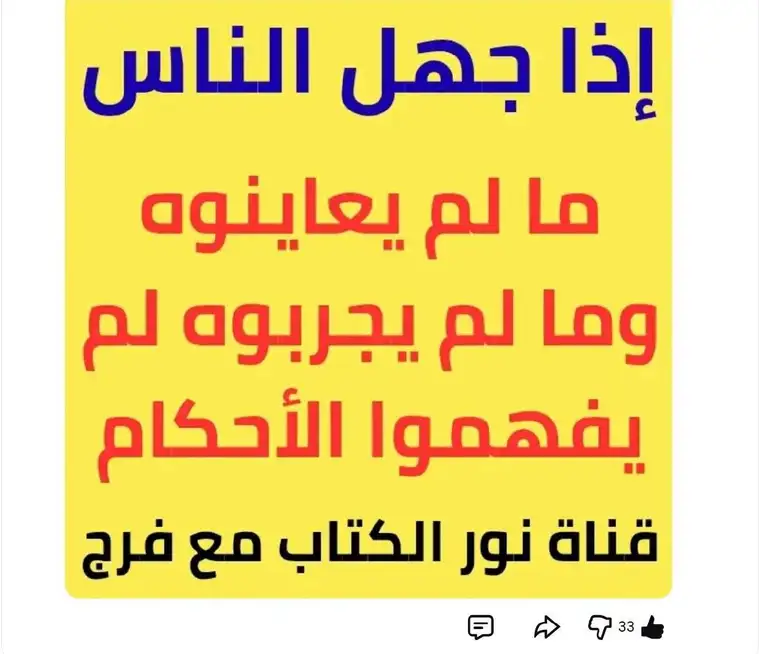 إذا جهل الناس
ما لم يعاينوه
وما لم يجربوه لم
يفهموا الأحكام
قناة نور الكتاب مع فرج
33